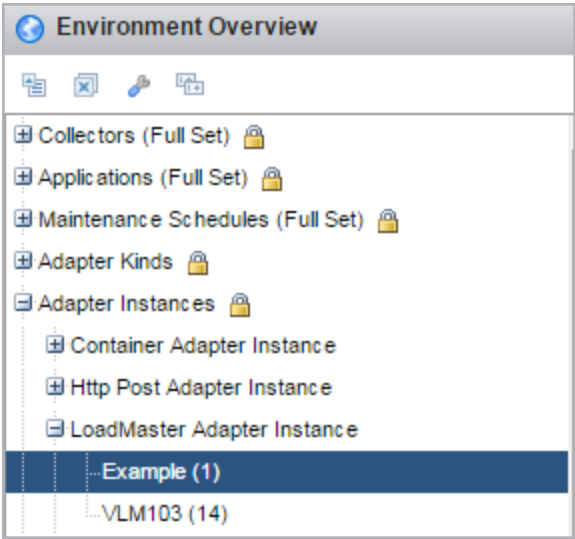 Environment Overview
Collectors (Full Set)
Applications (Full Set)
Maintenance Schedules (Full Set)
Adapter Kinds
Adapter Instances
Container Adapter Instance
Http Post Adapter Instance
LoadMaster Adapter Instance
Example (1)
VLM103 (14)